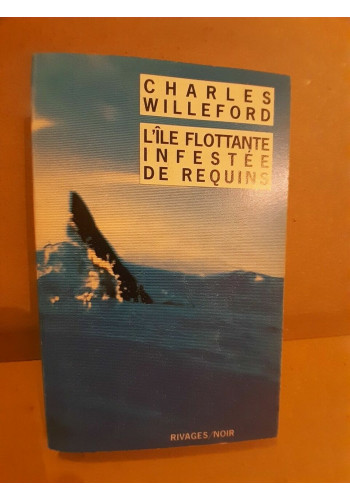 CHARLES
WILLEFORD
L'ÎLE FLOTTANTE
INFESTÉE
DE REQUINS
RIVAGES/NOIR